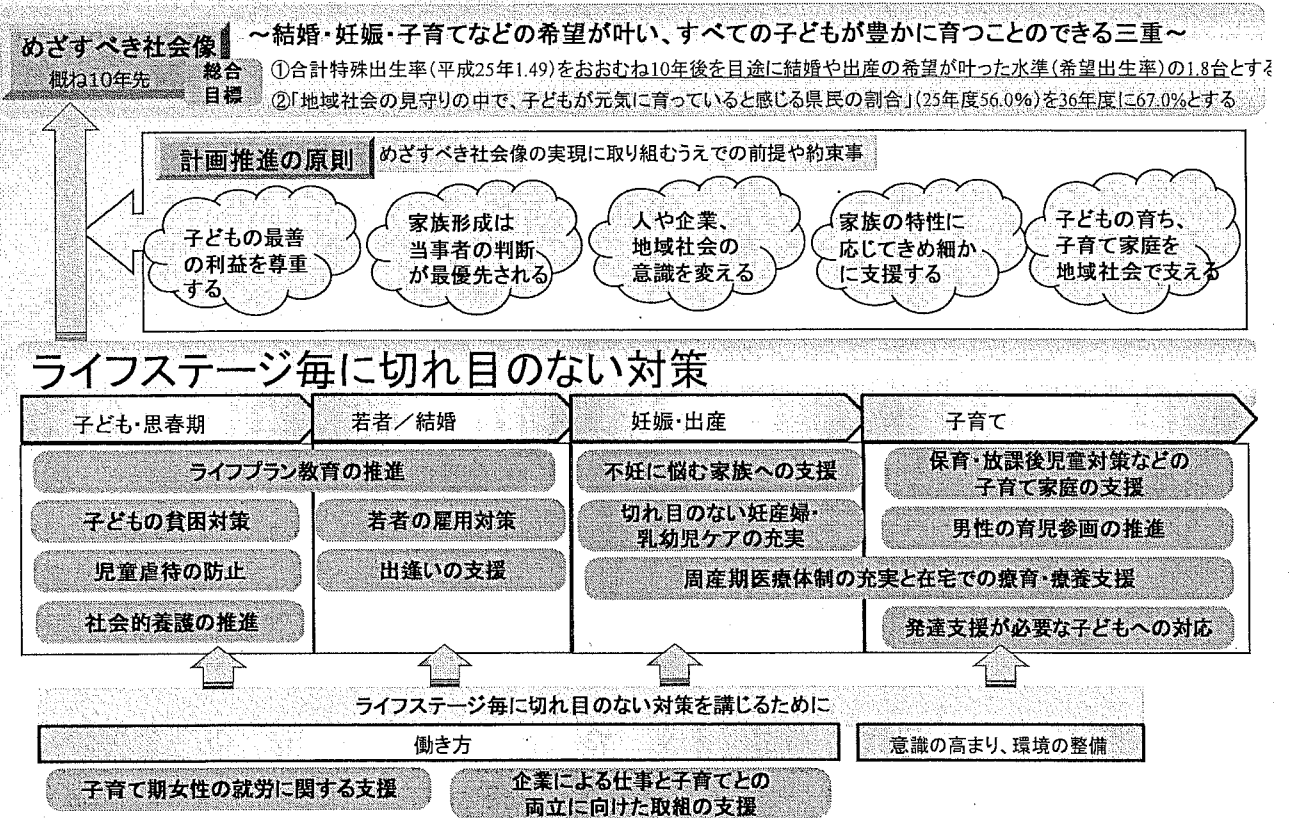 めざすべき社会像
概ね10年先
～結婚・妊娠・子育てなどの希望が叶い、すべての子どもが豊かに育つことのできる三重～
総合
目標
①合計特殊出生率(平成25年1.49)をおおむね10年後を目途に結婚や出産の希望が叶った水準(希望出生率)の1.8台とする
②「地域社会の見守りの中で、子どもが元気に育っていると感じる県民の割合」(25年度56.0%)を36年度に67.0%とする
計画推進の原則
めざすべき社会像の実現に取り組むうえでの前提や約束事
子どもの最善
の利益を尊重
する
家族形成は
当事者の判断
が最優先される
人や企業、
地域社会の
意識を変える
家族の特性に
応じてきめ細か
に支援する
子どもの育ち、
子育て家庭を
地域社会で支える
ライフステージ毎に切れ目のない対策
子ども・思春期
若者／結婚
妊娠・出産
子育て
ライフプラン教育の推進
不妊に悩む家族への支援
保育・放課後児童対策などの
子育て家庭の支援
子どもの貧困対策
若者の雇用対策
切れ目のない妊産婦・
乳幼児ケアの充実
男性の育児参画の推進
児童虐待の防止
出逢いの支援
周産期医療体制の充実と在宅での療育・療養支援
社会的養護の推進
発達支援が必要な子どもへの対応
ライフステージ毎に切れ目のない対策を講じるために
働き方
意識の高まり、環境の整備
子育て期女性の就労に関する支援
企業による仕事と子育てとの
両立に向けた取組の支援